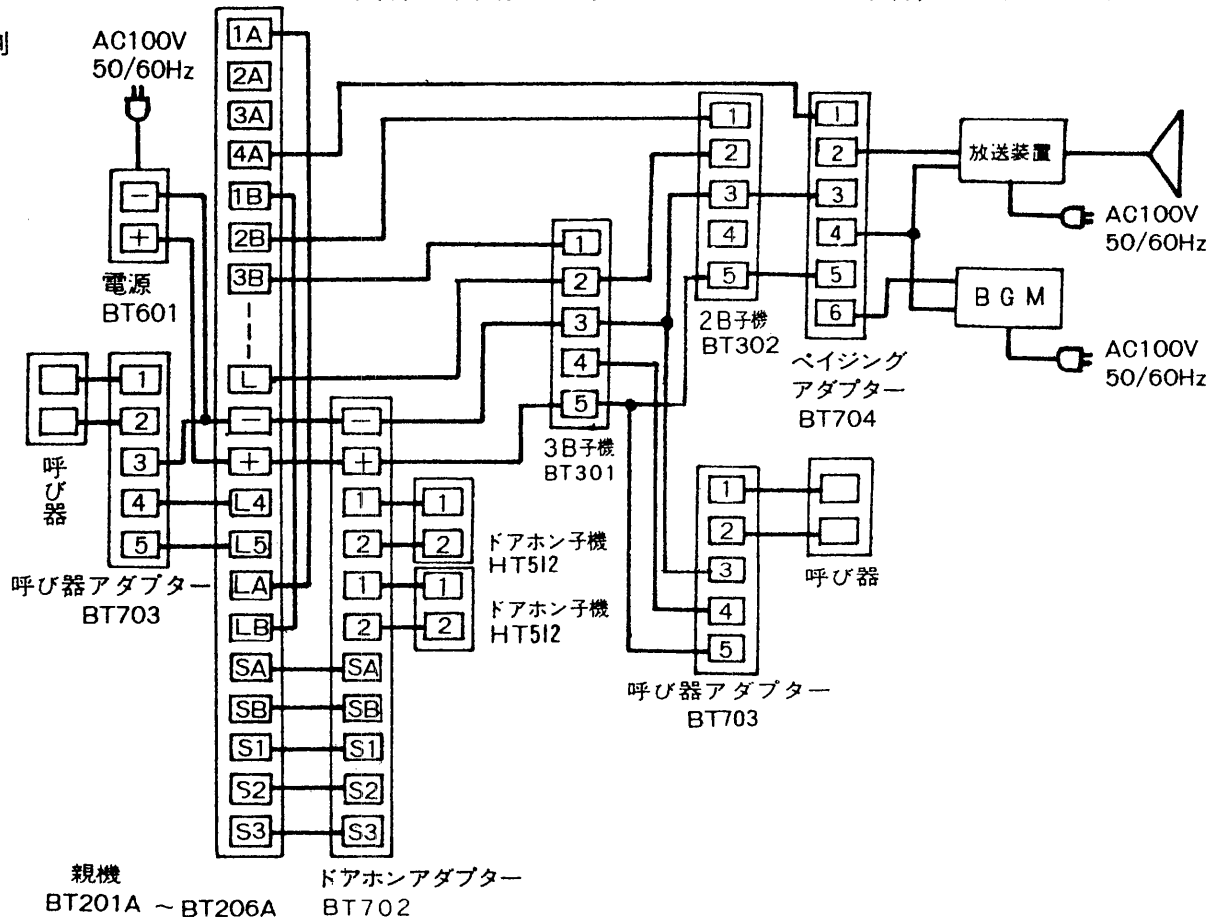 AC100V
50/60Hz
−
+
電源
BT601
呼び器
1
2
3
4
5
呼び器アダプター
BT703
1A
2A
3A
4A
1B
2B
3B
L
−
+
L4
L5
LA
LB
SA
SB
S1
S2
S3
親機
BT201A ～ BT206A
−
+
1
2
1
2
SA
SB
S1
S2
S3
ドアホンアダプター
BT702
1
2
ドアホン子機
HT512
1
2
ドアホン子機
HT512
1
2
3
4
5
3B子機
BT301
1
2
3
4
5
2B子機
BT302
1
2
3
4
5
6
ペイジング
アダプター
BT704
放送装置
AC100V
50/60Hz
BGM
AC100V
50/60Hz
1
2
3
4
5
呼び器アダプター
BT703
呼び器